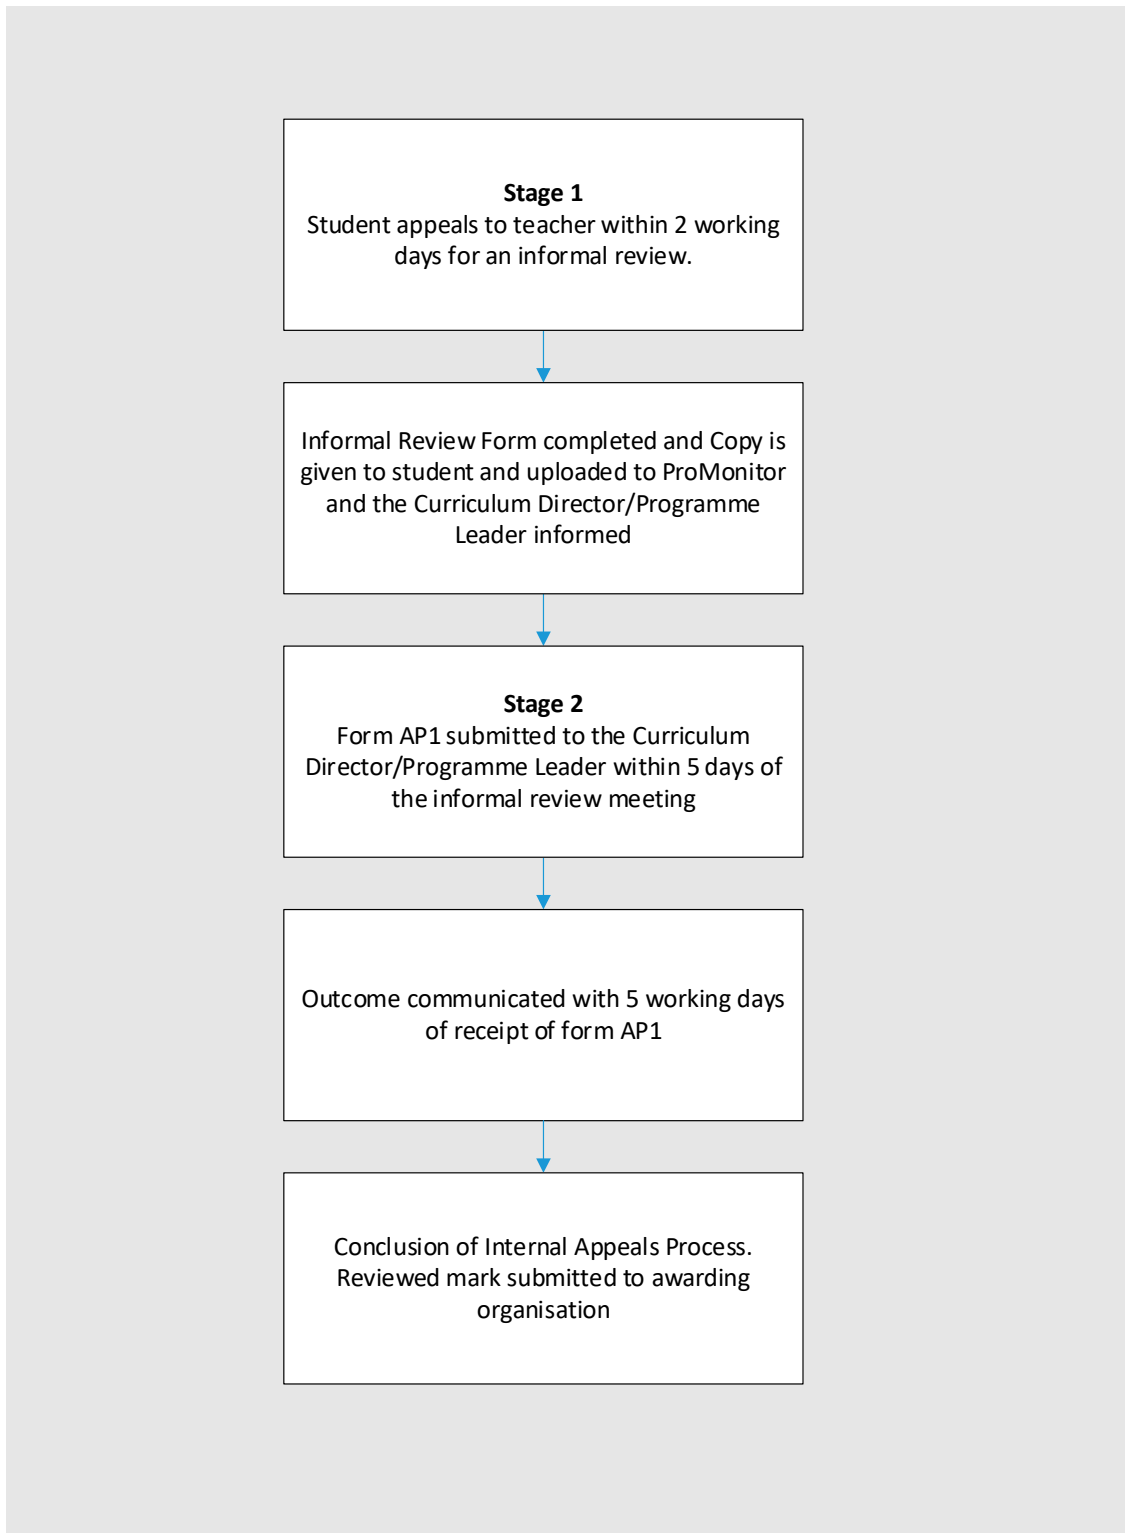 Stage 1
Student appeals to teacher within 2 working
days for an informal review.
Informal Review Form completed and Copy is
given to student and uploaded to ProMonitor
and the Curriculum Director/Programme
Leader informed
Stage 2
Form AP1 submitted to the Curriculum
Director/Programme Leader within 5 days of
the informal review meeting
Outcome communicated with 5 working days
of receipt of form AP1
Conclusion of Internal Appeals Process.
Reviewed mark submitted to awarding
organisation